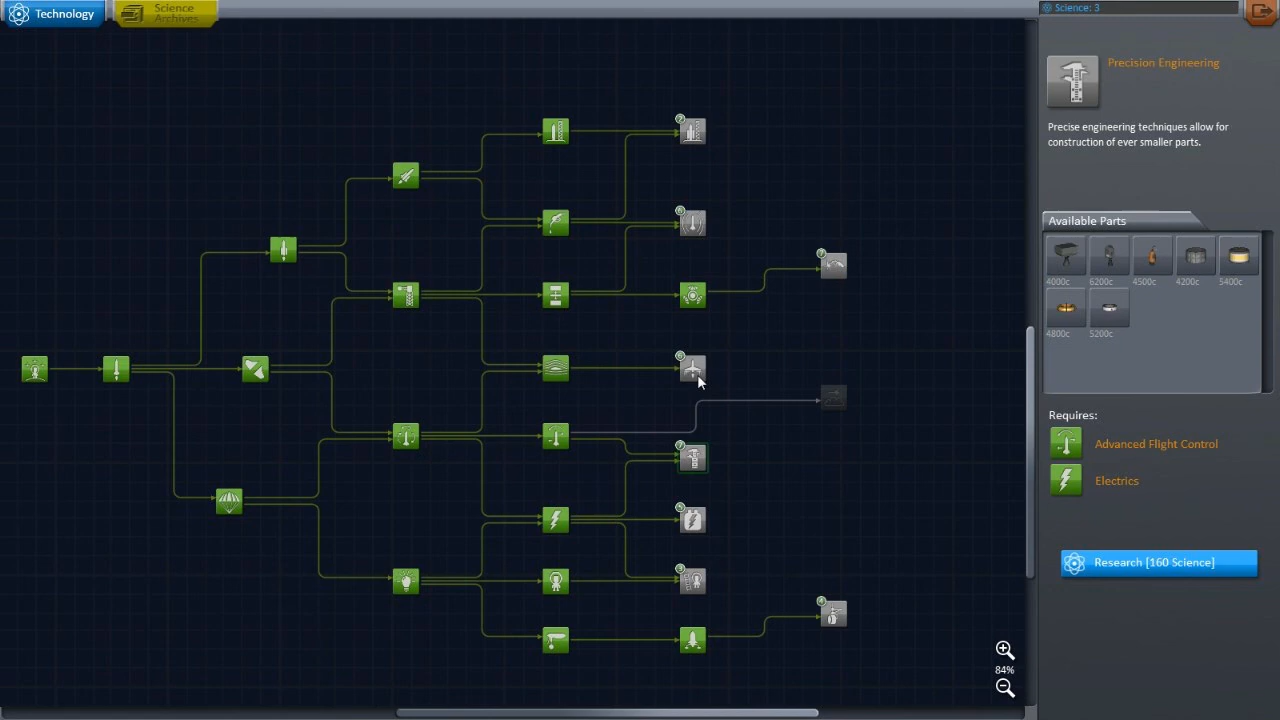 Technology
Science
Archives
Science: 3
Precision Engineering
Precise engineering techniques allow for
construction of ever smaller parts.
Available Parts
4000c 6200c 4500c 4200c 5400c
4800c 5200c
Requires:
Advanced Flight Control
Electrics
Research [160 Science]
84%